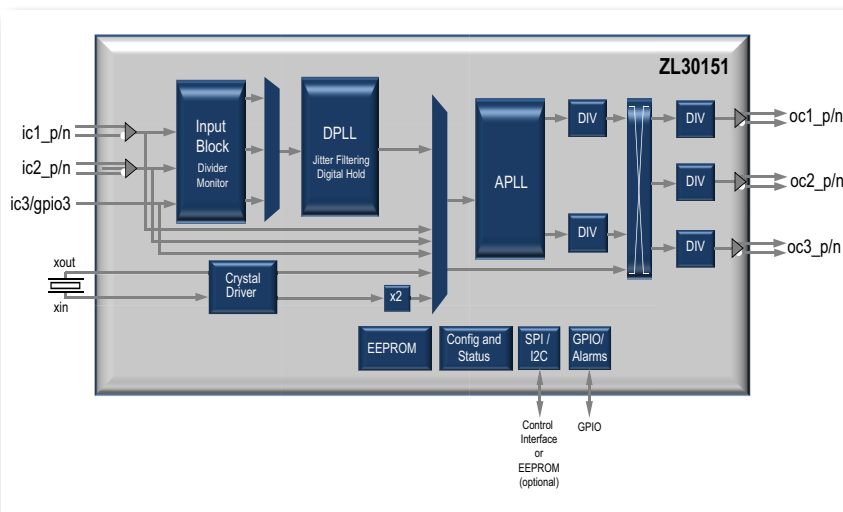 ZL30151
ic1_p/n
ic2_p/n
ic3/gpio3
xout
xin
Input
Block
Divider
Monitor
DPLL
Jitter Filtering
Digital Hold
Crystal
Driver
x2
APLL
DIV
DIV
DIV
DIV
DIV
oc1_p/n
oc2_p/n
oc3_p/n
EEPROM
Config and
Status
SPI /
I2C
GPIO/
Alarms
Control
Interface
or
EEPROM
(optional)
GPIO